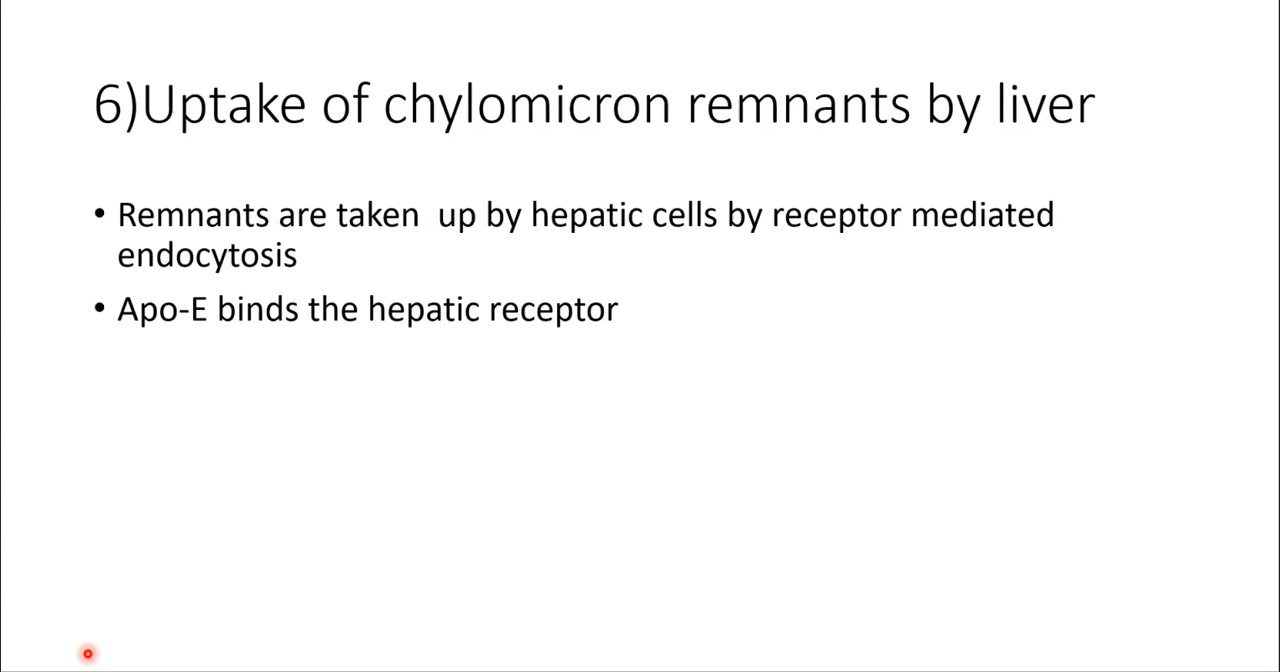 6)Uptake of chylomicron remnants by liver
• Remnants are taken  up by hepatic cells by receptor mediated
endocytosis
• Apo-E binds the hepatic receptor